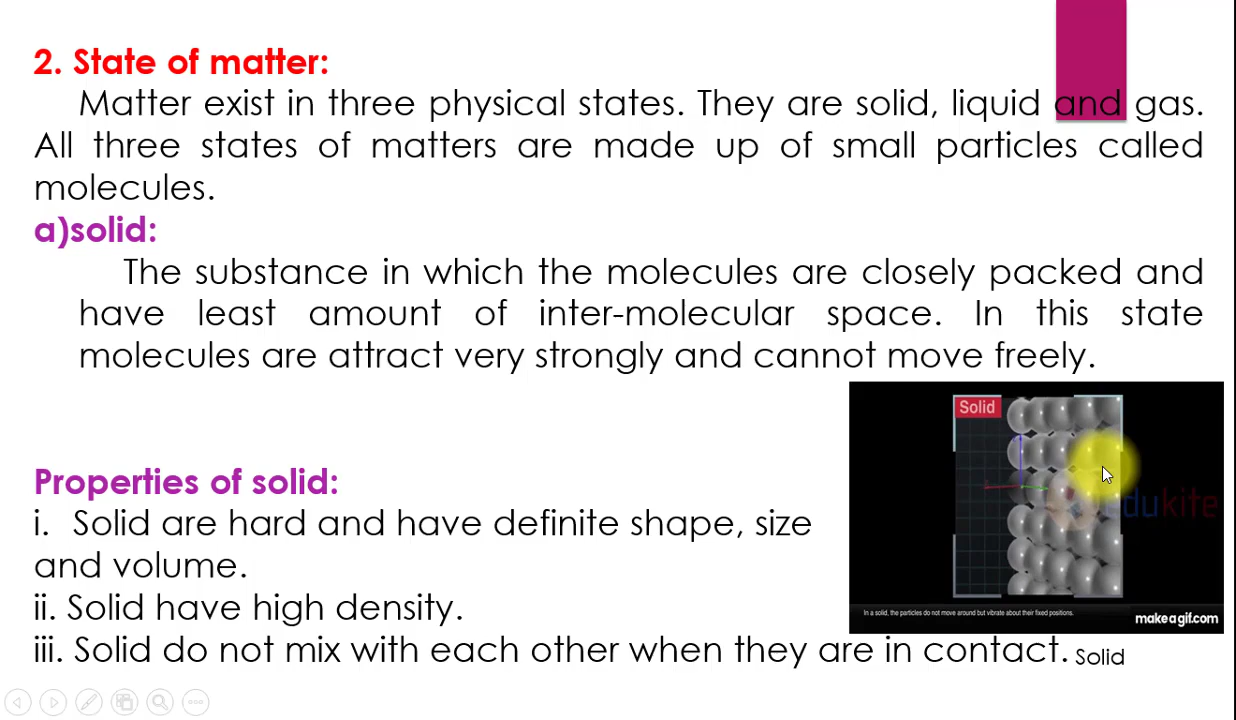 2. State of matter:
Matter exist in three physical states. They are solid, liquid and gas.
All three states of matters are made up of small particles called
molecules.
a)solid:
The substance in which the molecules are closely packed and
have least amount of inter-molecular space. In this state
molecules are attract very strongly and cannot move freely.
Solid
edukite
Properties of solid:
i. Solid are hard and have definite shape, size
and volume.
ii. Solid have high density.
In a solid, the particles do not move around but vibrate about their fixed positions.
makeagif.com
iii. Solid do not mix with each other when they are in contact.
Solid